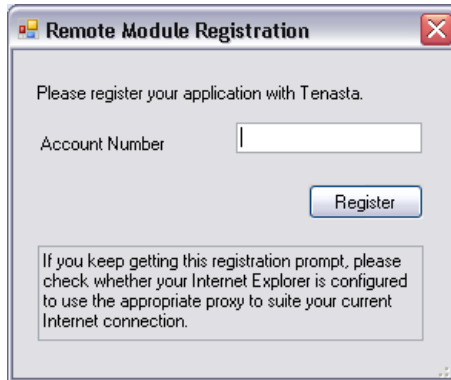 Remote Module Registration
Please register your application with Tenasta.
Account Number
Register
If you keep getting this registration prompt, please
check whether your Internet Explorer is configured
to use the appropriate proxy to suite your current
Internet connection.